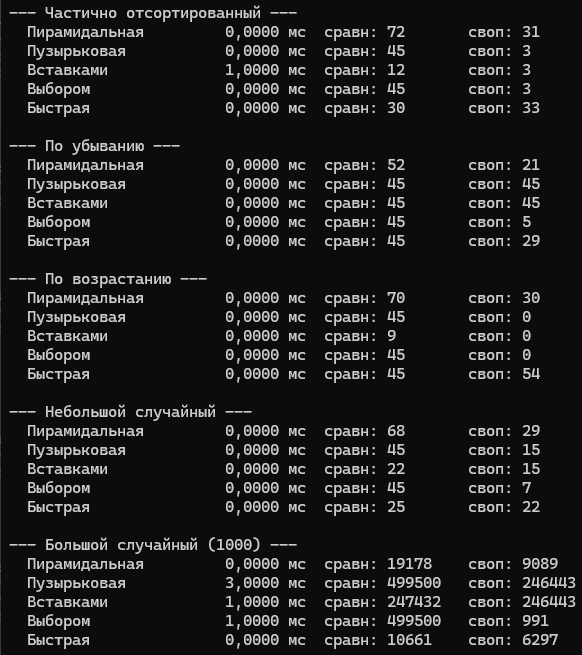 --- Частично отсортированный ---
Пирамидальная 0,0000 мс сравн: 72 своп: 31
Пузырьковая 0,0000 мс сравн: 45 своп: 3
Вставками 1,0000 мс сравн: 12 своп: 3
Выбором 0,0000 мс сравн: 45 своп: 3
Быстрая 0,0000 мс сравн: 30 своп: 33
--- По убыванию ---
Пирамидальная 0,0000 мс сравн: 52 своп: 21
Пузырьковая 0,0000 мс сравн: 45 своп: 45
Вставками 0,0000 мс сравн: 45 своп: 45
Выбором 0,0000 мс сравн: 45 своп: 5
Быстрая 0,0000 мс сравн: 45 своп: 29
--- По возрастанию ---
Пирамидальная 0,0000 мс сравн: 70 своп: 30
Пузырьковая 0,0000 мс сравн: 45 своп: 0
Вставками 0,0000 мс сравн: 9 своп: 0
Выбором 0,0000 мс сравн: 45 своп: 0
Быстрая 0,0000 мс сравн: 45 своп: 54
--- Небольшой случайный ---
Пирамидальная 0,0000 мс сравн: 68 своп: 29
Пузырьковая 0,0000 мс сравн: 45 своп: 15
Вставками 0,0000 мс сравн: 22 своп: 15
Выбором 0,0000 мс сравн: 45 своп: 7
Быстрая 0,0000 мс сравн: 25 своп: 22
--- Большой случайный (1000) ---
Пирамидальная 0,0000 мс сравн: 19178 своп: 9089
Пузырьковая 3,0000 мс сравн: 499500 своп: 246443
Вставками 1,0000 мс сравн: 247432 своп: 246443
Выбором 1,0000 мс сравн: 499500 своп: 991
Быстрая 0,0000 мс сравн: 10661 своп: 6297